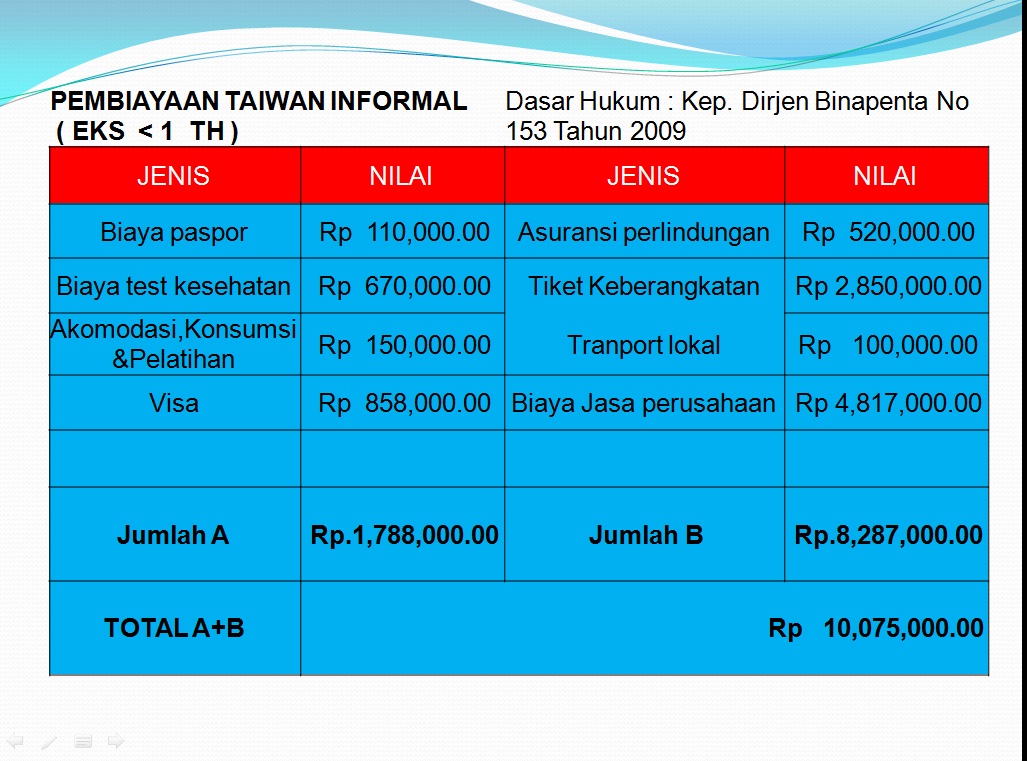 PEMBIAYAAN TAIWAN INFORMAL
( EKS < 1 TH )
Dasar Hukum : Kep. Dirjen Binapenta No
153 Tahun 2009
JENIS NILAI JENIS NILAI
Biaya paspor Rp 110,000.00 Asuransi perlindungan Rp 520,000.00
Biaya test kesehatan Rp 670,000.00 Tiket Keberangkatan Rp 2,850,000.00
Akomodasi,Konsumsi
&Pelatihan Rp 150,000.00 Tranport lokal Rp 100,000.00
Visa Rp 858,000.00 Biaya Jasa perusahaan Rp 4,817,000.00
Jumlah A Rp.1,788,000.00 Jumlah B Rp.8,287,000.00
TOTAL A+B Rp 10,075,000.00